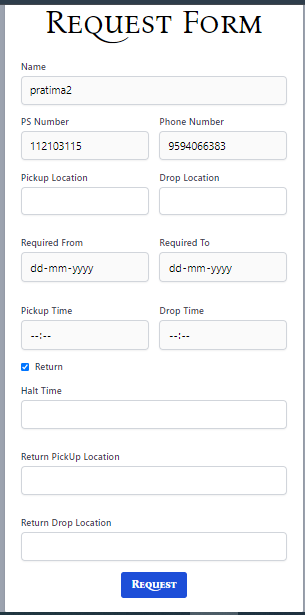 Request Form
Name
pratima2
PS Number Phone Number
112103115 9594066383
Pickup Location Drop Location
Required From Required To
dd-mm-yyyy dd-mm-yyyy
Pickup Time Drop Time
--:-- --:--
Return
Halt Time
Return PickUp Location
Return Drop Location
Request